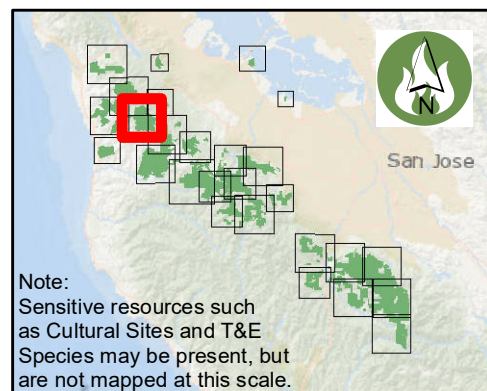 N
San Jose
Note:
Sensitive resources such
as Cultural Sites and T&E
Species may be present, but
are not mapped at this scale.